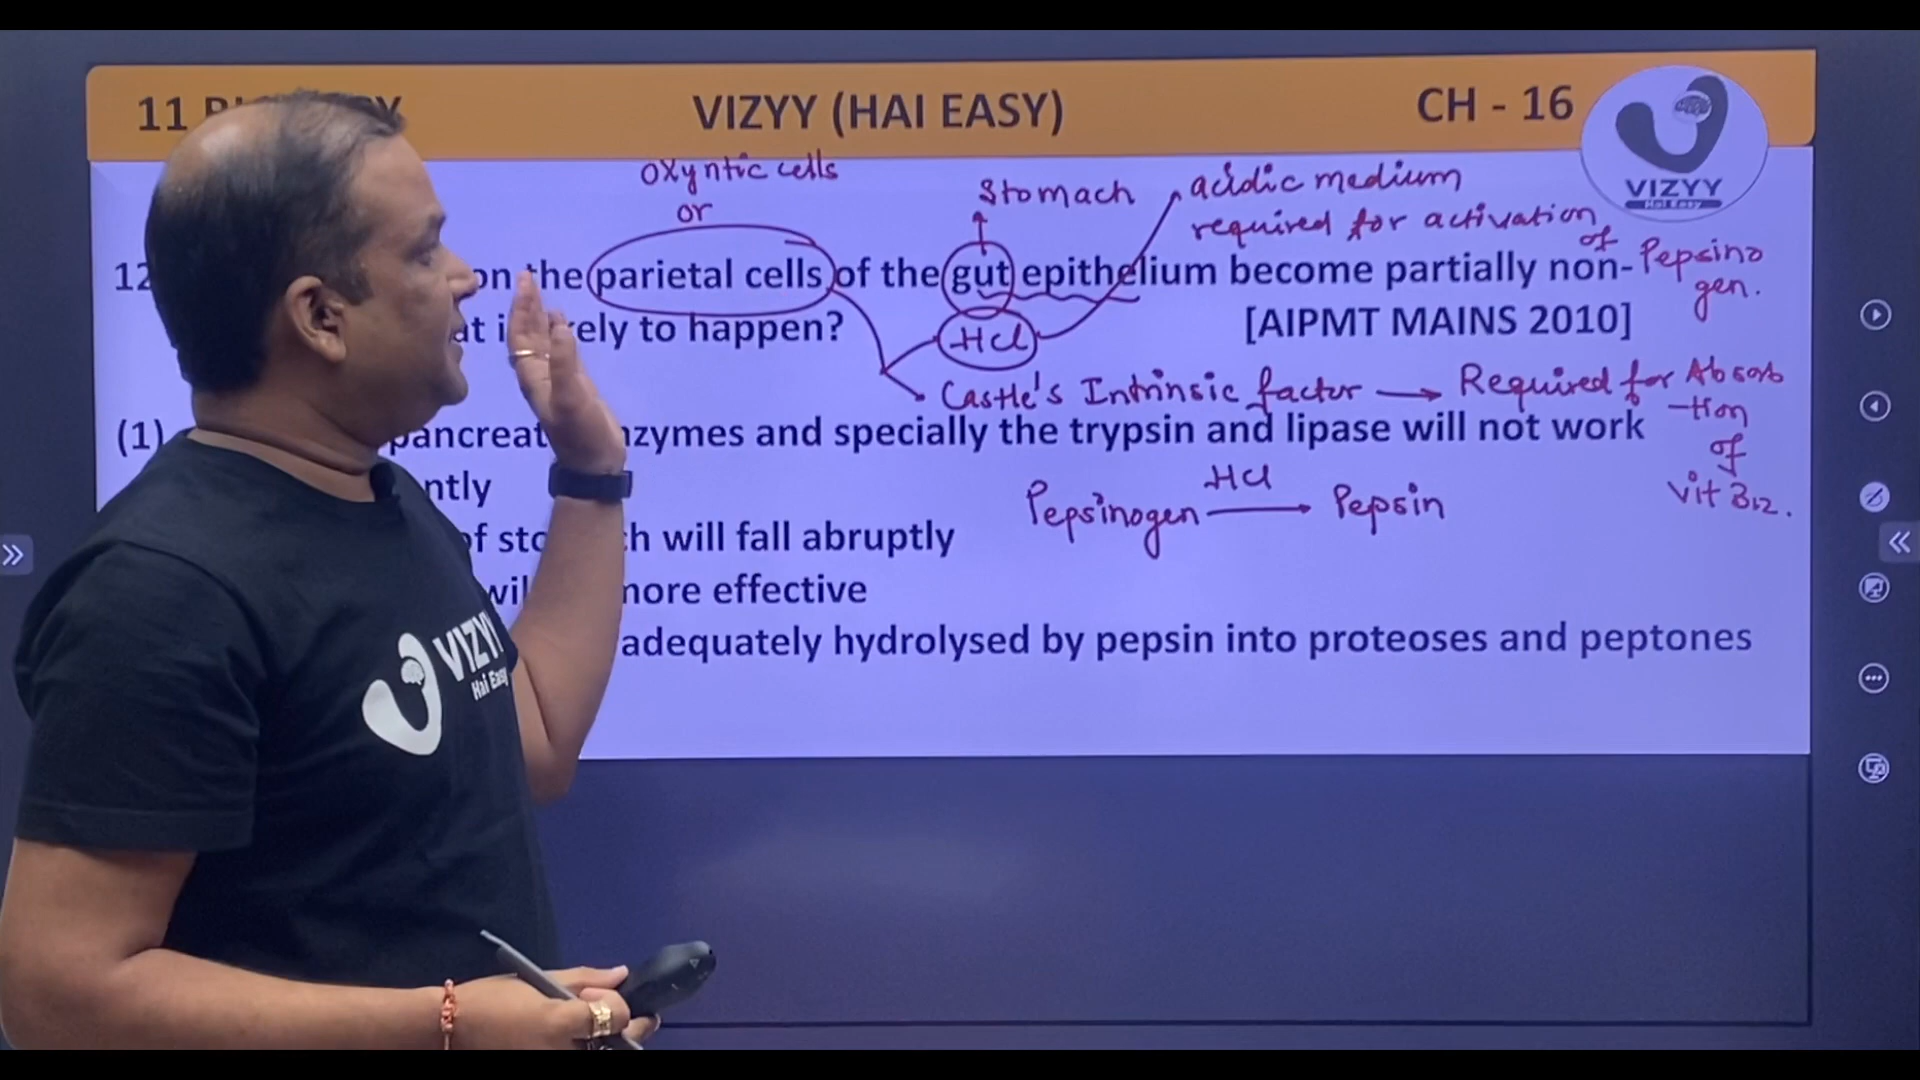 11 VIZYY (HAI EASY) CH - 16
VIZYY
Hai Easy
oxyntic cells
or
Stomach
acidic medium
required for activation
of Pepsino
gen.
12 on the parietal cells of the gut epithelium become partially non-
ely to happen? [AIPMT MAINS 2010]
HCl
Castle's Intrinsic factor → Required for Absorb
-tion
of
Vit B12.
(1) pancreat nzymes and specially the trypsin and lipase will not work
ntly
Pepsinogen HCl → Pepsin
of sto h will fall abruptly
wil more effective
adequately hydrolysed by pepsin into proteoses and peptones
VIZYY
Hai Easy